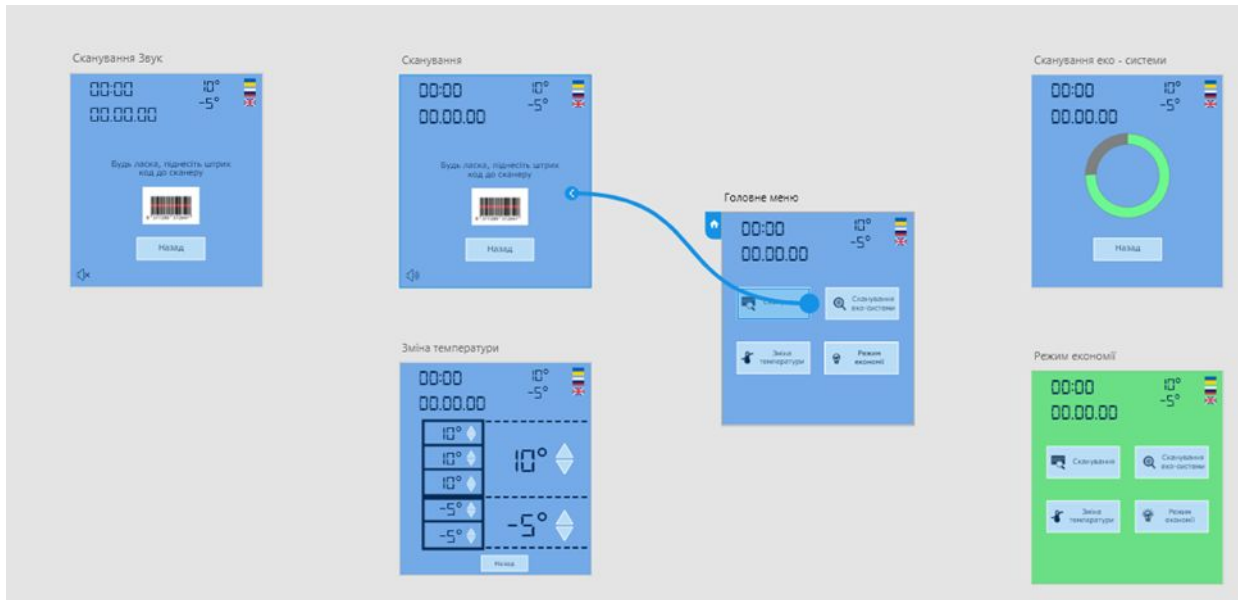 Сканування Звук
00:00
10°
-5°
00.00.00
Будь ласка, піднесіть штрих
код до сканеру
Назад
Сканування
00:00
10°
-5°
00.00.00
Будь ласка, піднесіть штрих
код до сканеру
Назад
Зміна температури
00:00
10°
-5°
00.00.00
10°
10°
10°
10°
-5°
-5°
-5°
Назад
Головне меню
00:00
10°
-5°
00.00.00
Сканування
еко-системи
Зміна
температури
Режим
економії
Сканування еко - системи
00:00
10°
-5°
00.00.00
Назад
Режим економії
00:00
10°
-5°
00.00.00
Сканування
Сканування
еко-системи
Зміна
температури
Режим
економії